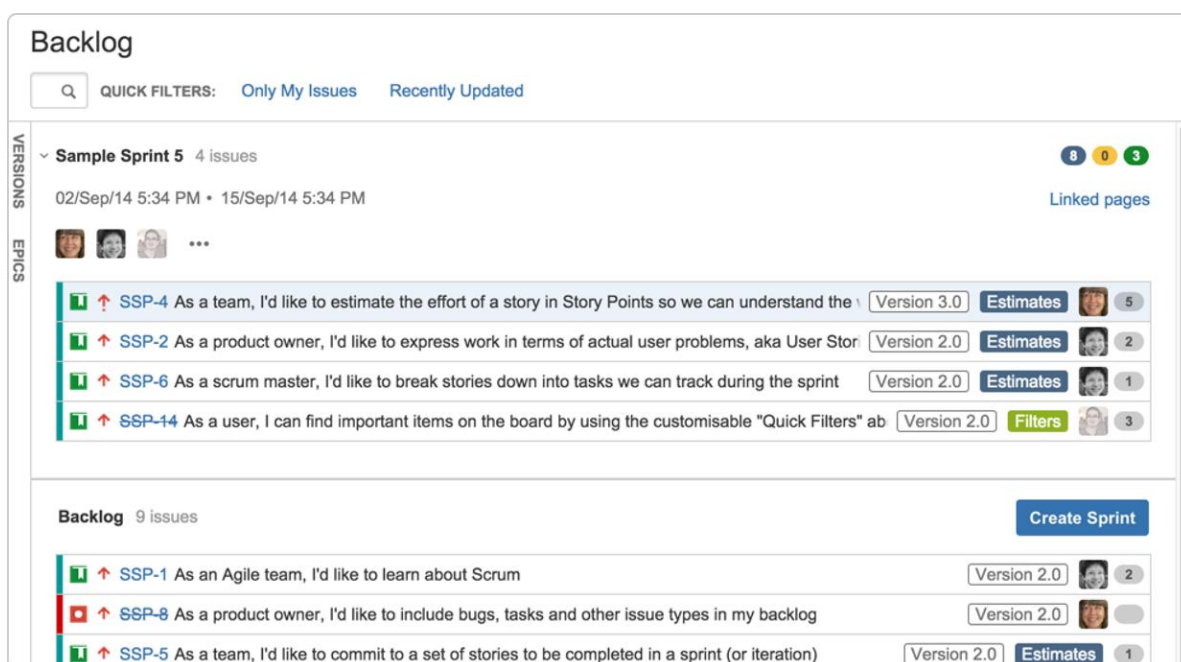 Backlog
QUICK FILTERS: Only My Issues Recently Updated
VERSIONS
EPICS
Sample Sprint 5 4 issues 8 0 3
02/Sep/14 5:34 PM • 15/Sep/14 5:34 PM Linked pages
SSP-4 As a team, I'd like to estimate the effort of a story in Story Points so we can understand the Version 3.0 Estimates 5
SSP-2 As a product owner, I'd like to express work in terms of actual user problems, aka User Stor Version 2.0 Estimates 2
SSP-6 As a scrum master, I'd like to break stories down into tasks we can track during the sprint Version 2.0 Estimates 1
SSP-14 As a user, I can find important items on the board by using the customisable "Quick Filters" ab Version 2.0 Filters 3
Backlog 9 issues Create Sprint
SSP-1 As an Agile team, I'd like to learn about Scrum Version 2.0 2
SSP-8 As a product owner, I'd like to include bugs, tasks and other issue types in my backlog Version 2.0
SSP-5 As a team, I'd like to commit to a set of stories to be completed in a sprint (or iteration) Version 2.0 Estimates 1